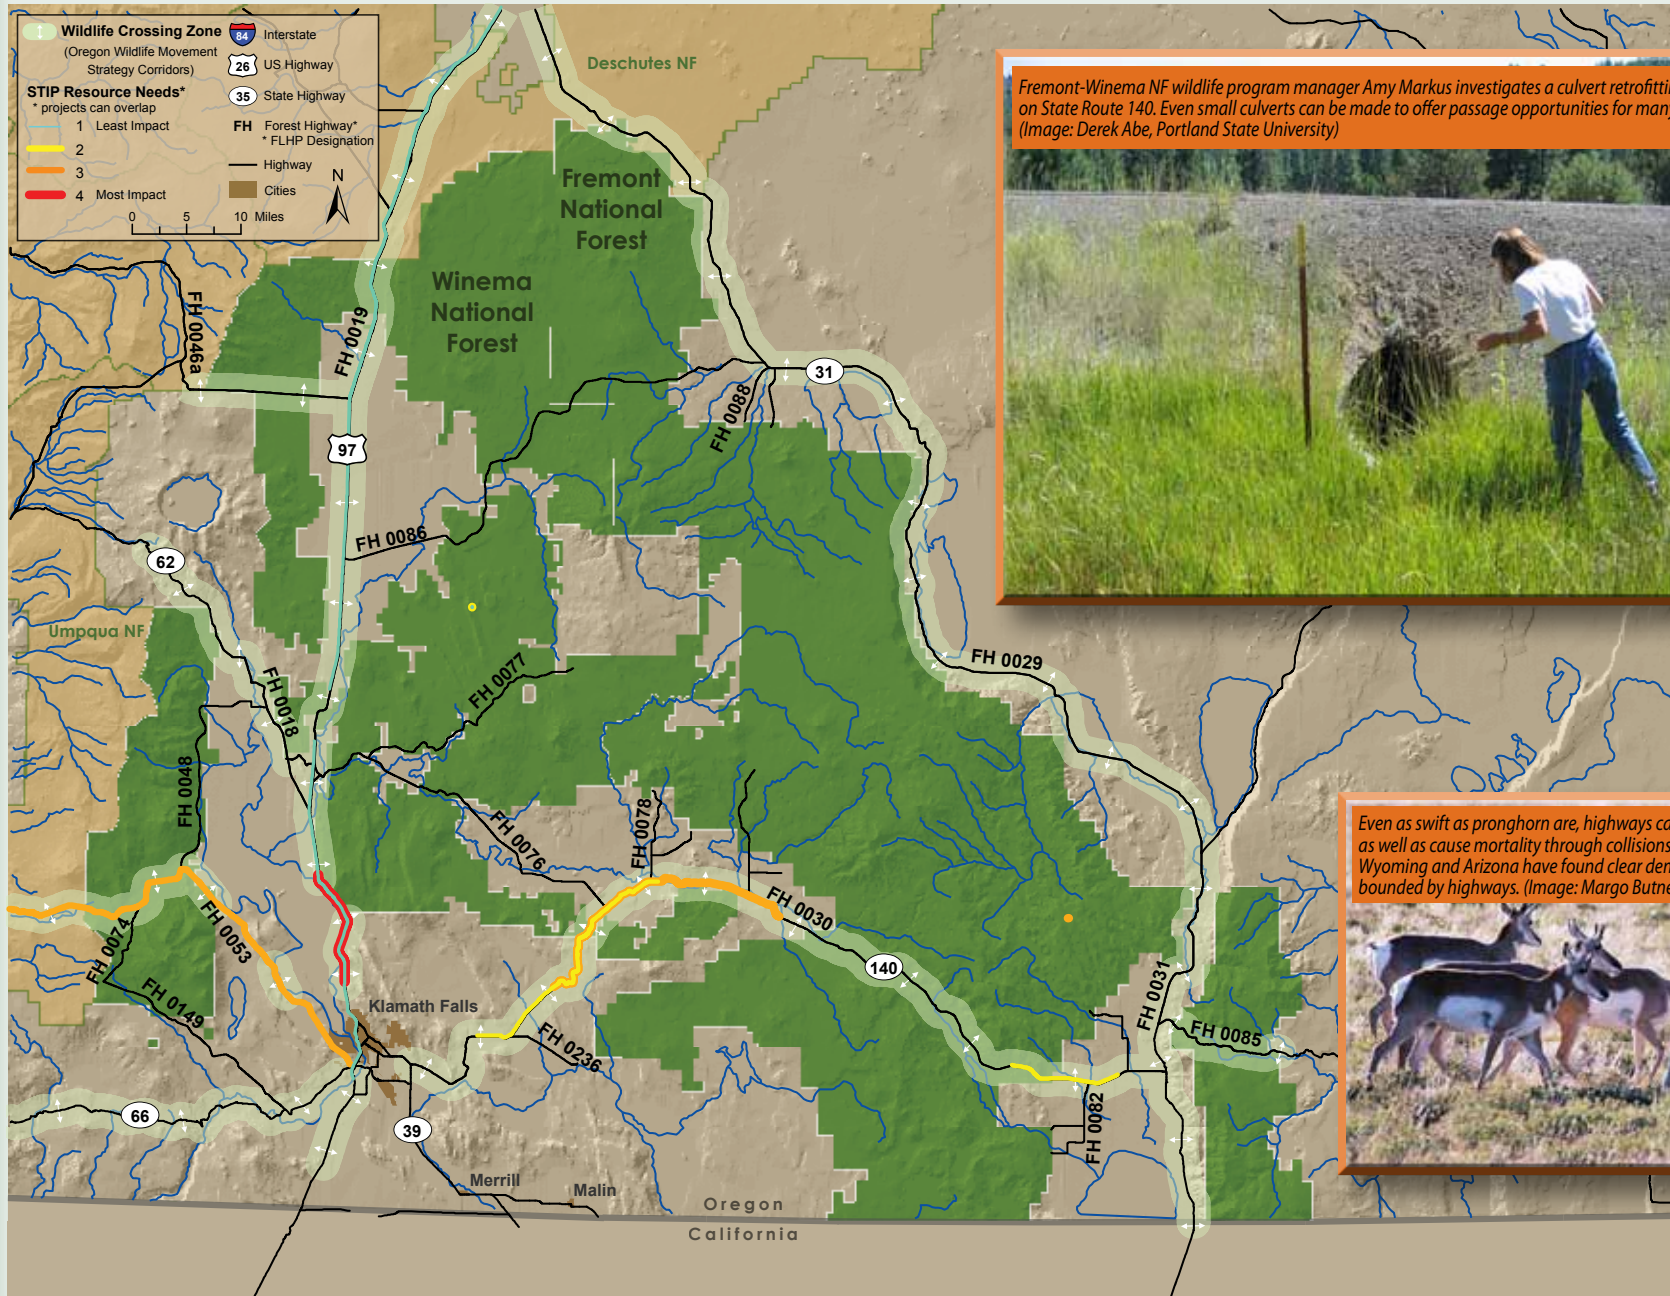 Wildlife Crossing Zone
(Oregon Wildlife Movement
Strategy Corridors)
STIP Resource Needs*
* projects can overlap
1 Least Impact
2
3
4 Most Impact
0 5 10 Miles
84 Interstate
26 US Highway
35 State Highway
FH Forest Highway*
* FLHP Designation
Highway
Cities
N
Deschutes NF
Fremont-Winema NF wildlife program manager Amy Markus investigates a culvert
on State Route 140. Even small culverts can be made to offer passage opportunities for
(Image: Derek Abe, Portland State University)
Fremont
National
Forest
Winema
National
Forest
FH 0046a
FH 0019
31
FH 0088
97
FH 0086
62
Umpqua NF
FH 0077
FH 0029
FH 0018
FH 0048
FH 0076
FH 0078
Even as swift as pronghorn are, highways
as well as cause mortality through collisions
Wyoming and Arizona have found clear
bounded by highways. (Image: Margo
FH 0030
FH 0074
FH 0053
140
FH 0149
FH 0031
Klamath Falls
FH 0236
FH 0085
66
39
FH 0082
Merrill
Malin
Oregon
California